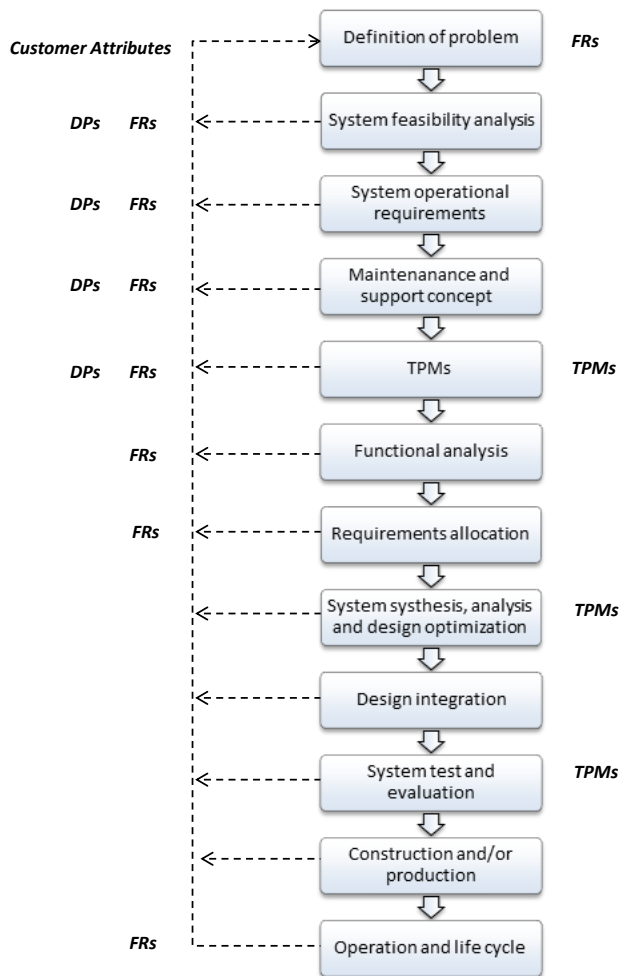 Customer Attributes
Definition of problem
FRs
DPs FRs
System feasibility analysis
DPs FRs
System operational
requirements
DPs FRs
Maintenanance and
support concept
DPs FRs
TPMs
TPMs
FRs
Functional analysis
FRs
Requirements allocation
System systhesis, analysis
and design optimization
TPMs
Design integration
System test and
evaluation
TPMs
Construction and/or
production
FRs
Operation and life cycle